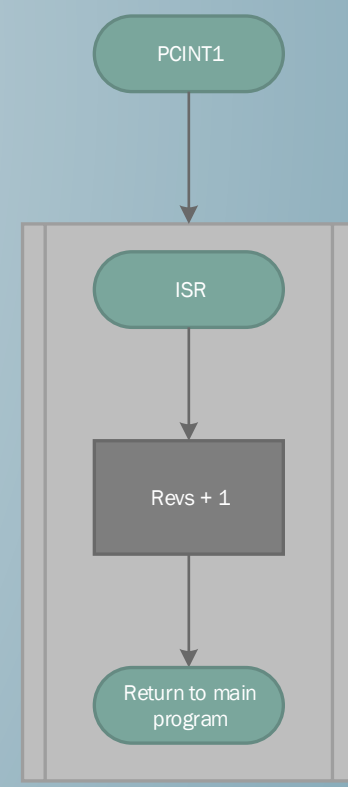 PCINT1
ISR
Revs + 1
Return to main
program